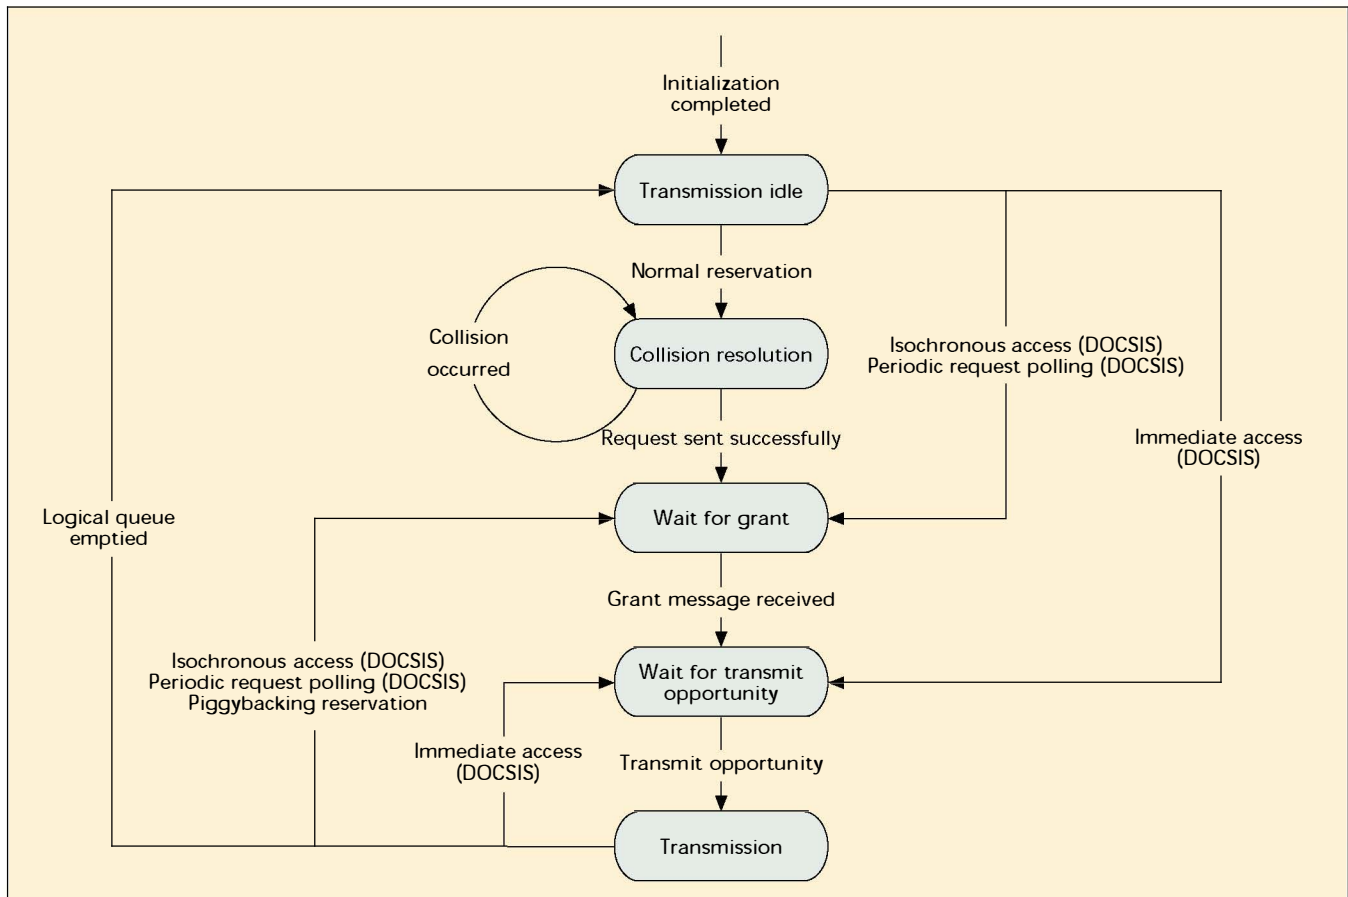 Initialization
completed
Transmission idle
Normal reservation
Collision
occurred
Collision resolution
Isochronous access (DOCSIS)
Periodic request polling (DOCSIS)
Request sent successfully
Immediate access
(DOCSIS)
Logical queue
emptied
Wait for grant
Grant message received
Isochronous access (DOCSIS)
Periodic request polling (DOCSIS)
Piggybacking reservation
Wait for transmit
opportunity
Immediate access
(DOCSIS)
Transmit opportunity
Transmission